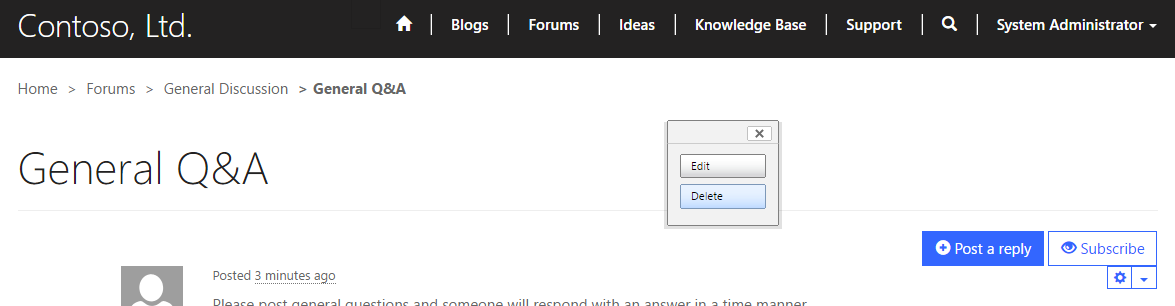 Contoso, Ltd.
Blogs Forums Ideas Knowledge Base Support System Administrator
Home > Forums > General Discussion > General Q&A
General Q&A
Edit
Delete
Post a reply Subscribe
Posted 3 minutes ago
Please post general questions and someone will respond with an answer in a time manner